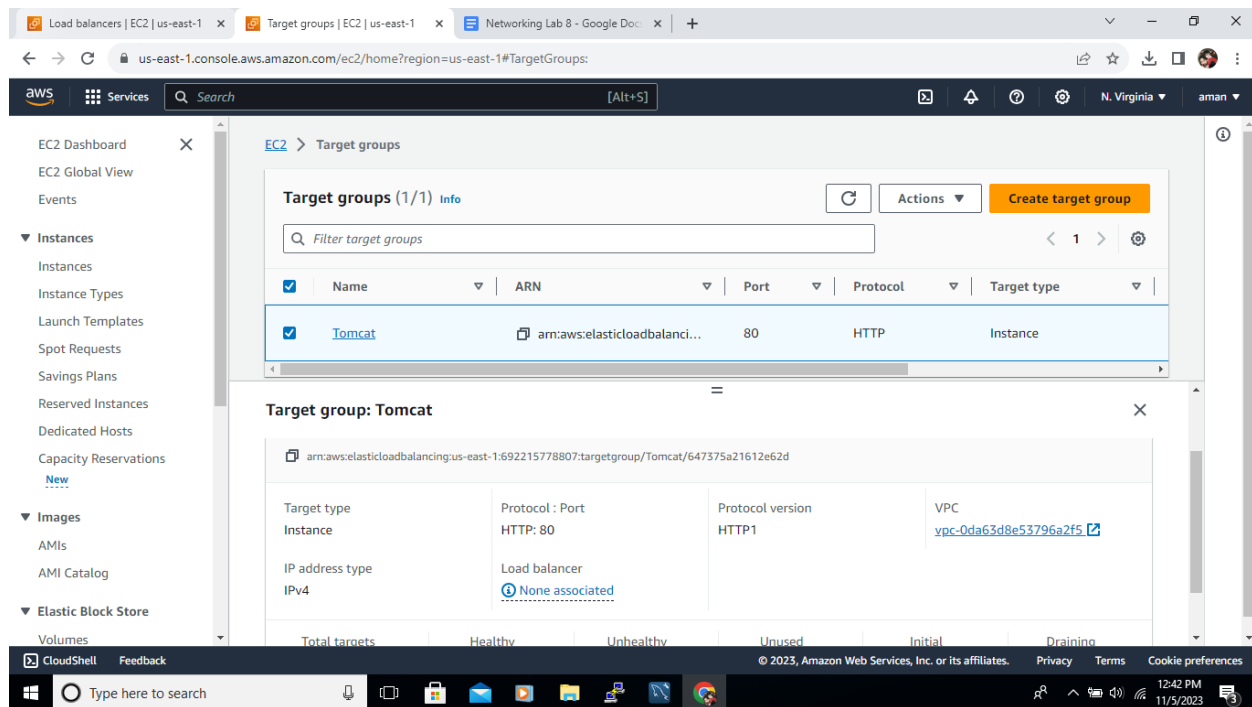 Load balancers | EC2 | us-east-1
Target groups | EC2 | us-east-1
Networking Lab 8 - Google Doc
us-east-1.console.aws.amazon.com/ec2/home?region=us-east-1#TargetGroups:
aws
Services
Search
[Alt+S]
N. Virginia
aman
EC2 Dashboard
EC2 Global View
Events
Instances
Instances
Instance Types
Launch Templates
Spot Requests
Savings Plans
Reserved Instances
Dedicated Hosts
Capacity Reservations
New
Images
AMIs
AMI Catalog
Elastic Block Store
Volumes
EC2 > Target groups
Target groups (1/1) Info
Actions
Create target group
Filter target groups
1
Name ARN Port Protocol Target type
Tomcat arn:aws:elasticloadbalanci... 80 HTTP Instance
Target group: Tomcat
arn:aws:elasticloadbalancing:us-east-1:692215778807:targetgroup/Tomcat/647375a21612e62d
Target type
Instance
Protocol : Port
HTTP: 80
Protocol version
HTTP1
VPC
vpc-0da63d8e53796a2f5
IP address type
IPv4
Load balancer
None associated
Total targets Healthy Unhealthy Unused Initial Draining
CloudShell Feedback
© 2023, Amazon Web Services, Inc. or its affiliates. Privacy Terms Cookie preferences
Type here to search
12:42 PM
11/5/2023
3